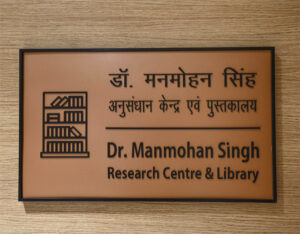 डॉ. मनमोहन सिंह
अनुसंधान केन्द्र एवं पुस्तकालय
Dr. Manmohan Singh
Research Centre & Library